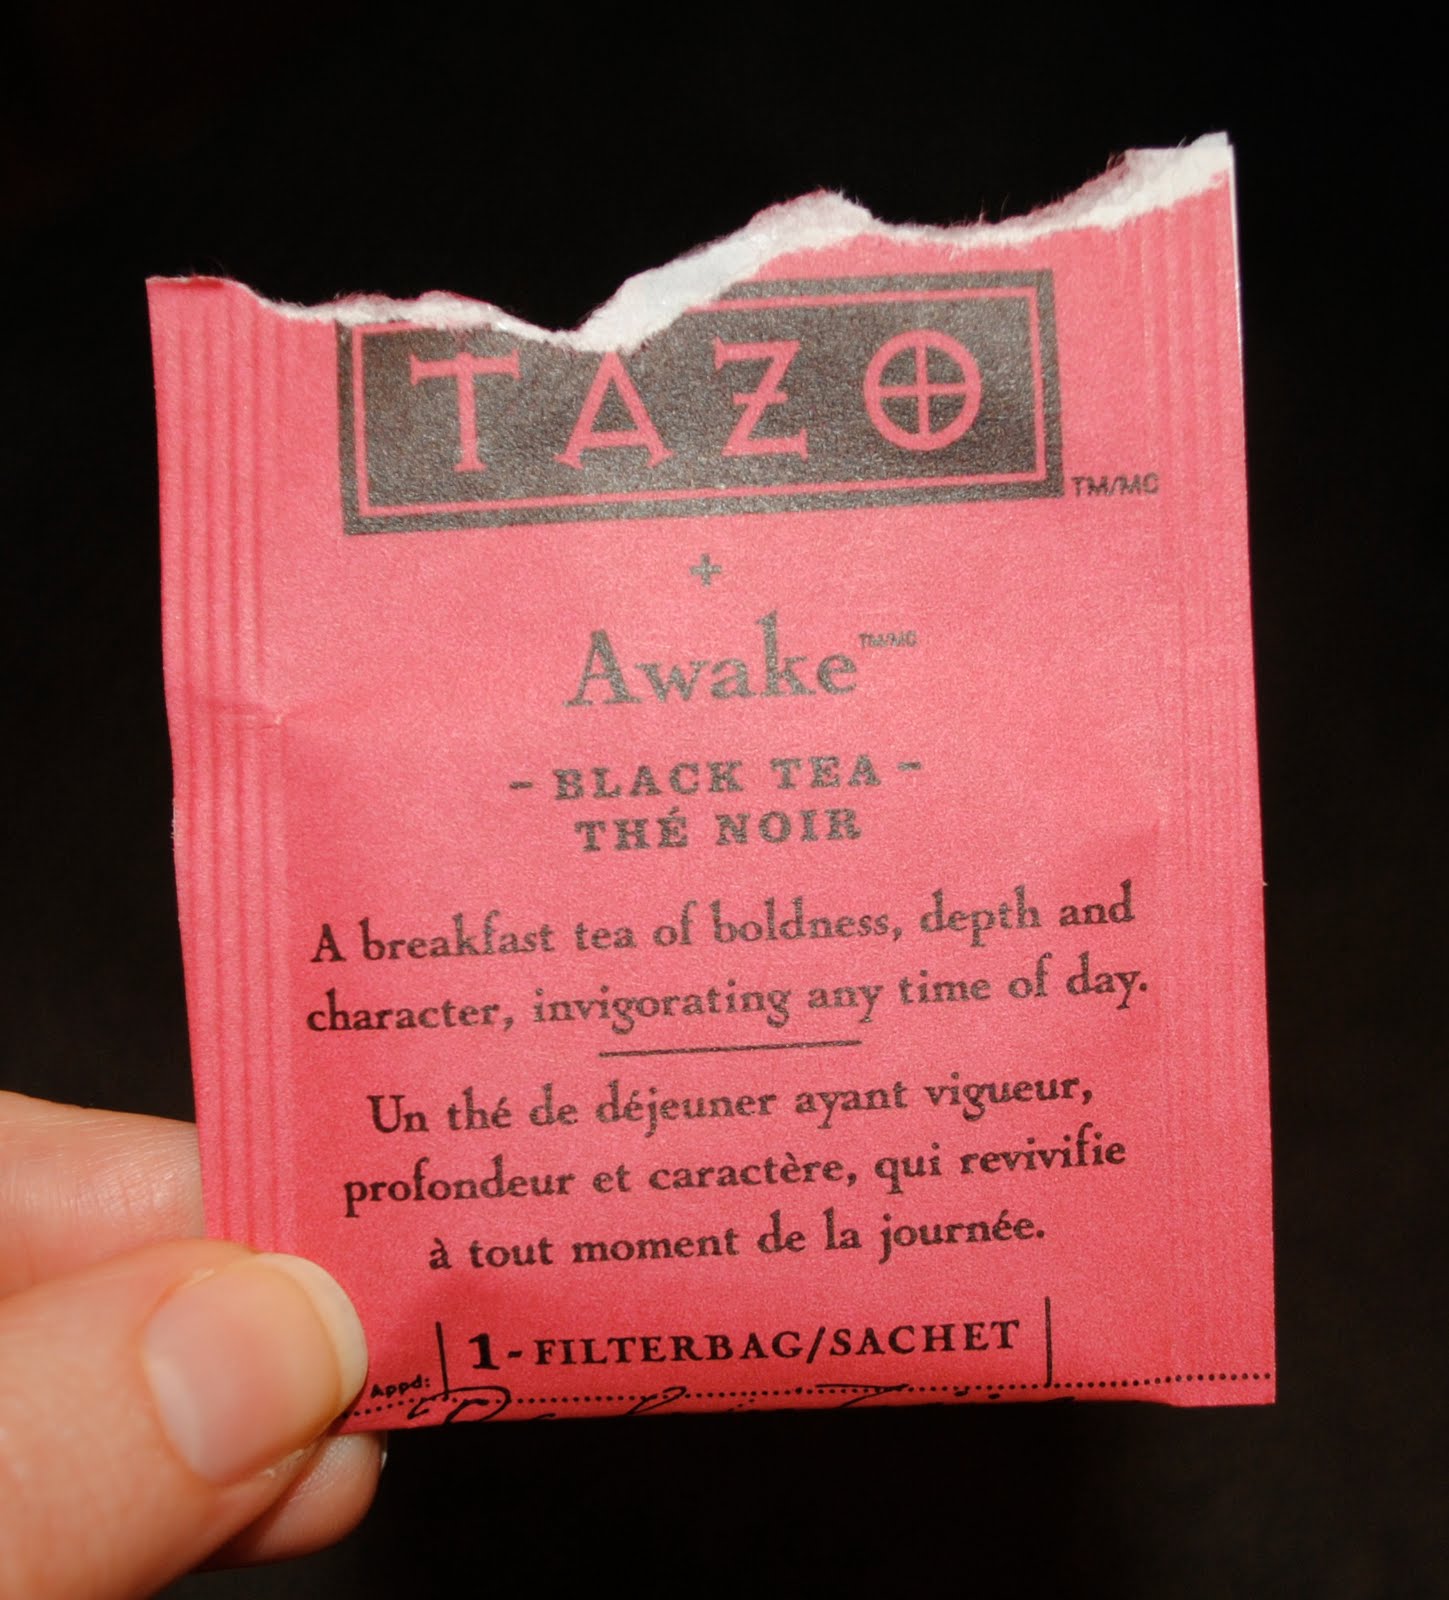 TAZO
TM/MC
+
Awake TM/MC
- BLACK TEA -
THÉ NOIR
A breakfast tea of boldness, depth and
character, invigorating any time of day.
Un thé de déjeuner ayant vigueur,
profondeur et caractère, qui revivifie
à tout moment de la journée.
1-FILTERBAG/SACHET
Appd: